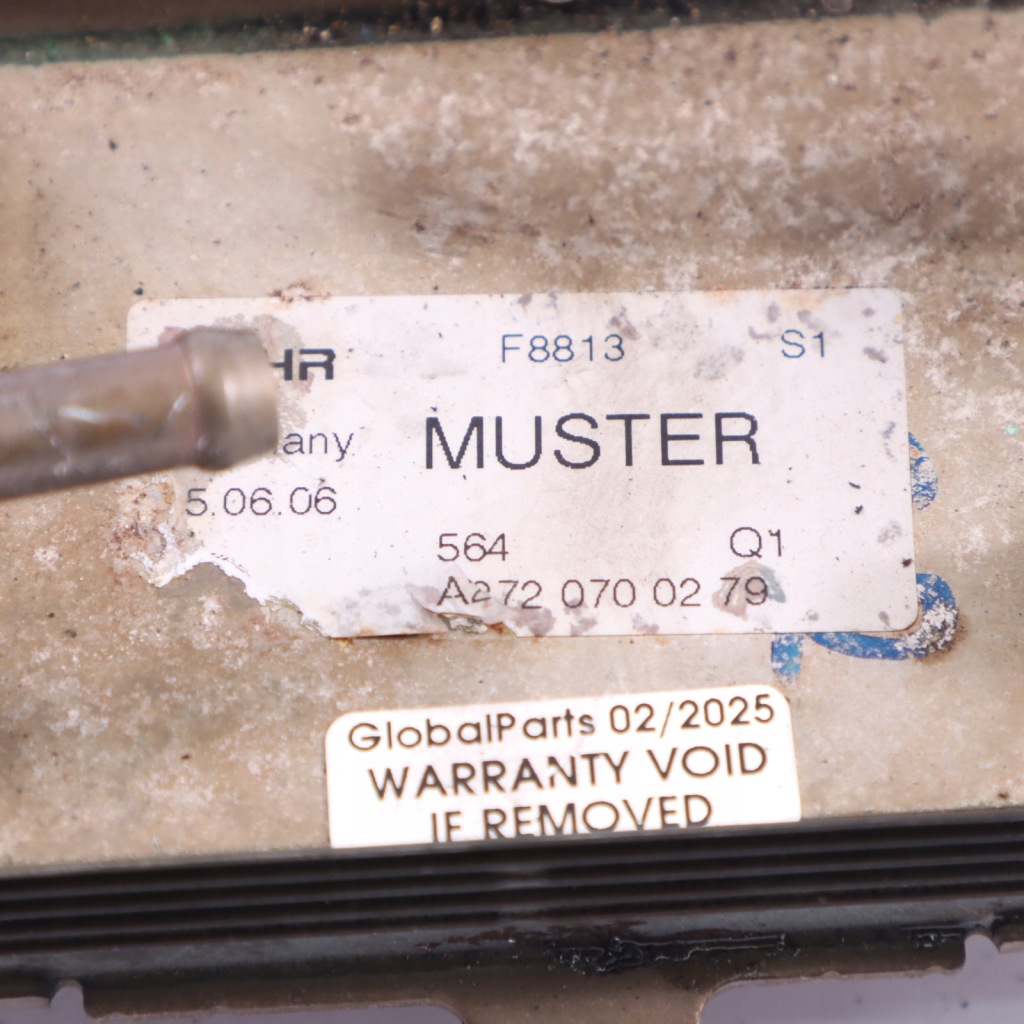 HR F8813 S1
any MUSTER
5.06.06
564 Q1
A272 070 00 02 79
GlobalParts 02/2025
WARRANTY VOID
IF REMOVED